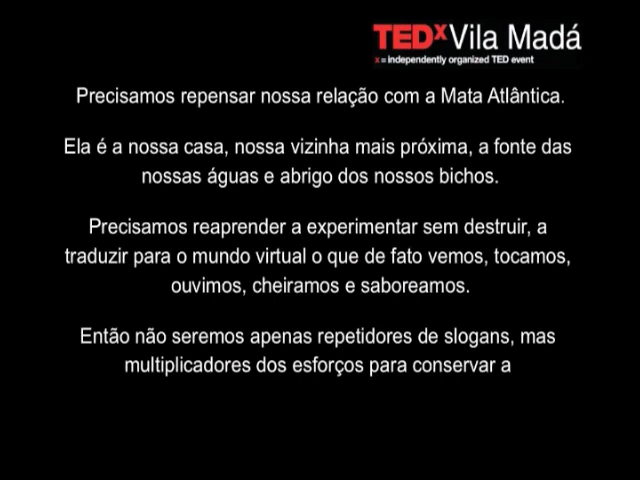 TEDxVila Madá
x = independently organized TED event
Precisamos repensar nossa relação com a Mata Atlântica.
Ela é a nossa casa, nossa vizinha mais próxima, a fonte das
nossas águas e abrigo dos nossos bichos.
Precisamos reaprender a experimentar sem destruir, a
traduzir para o mundo virtual o que de fato vemos, tocamos,
ouvimos, cheiramos e saboreamos.
Então não seremos apenas repetidores de slogans, mas
multiplicadores dos esforços para conservar a